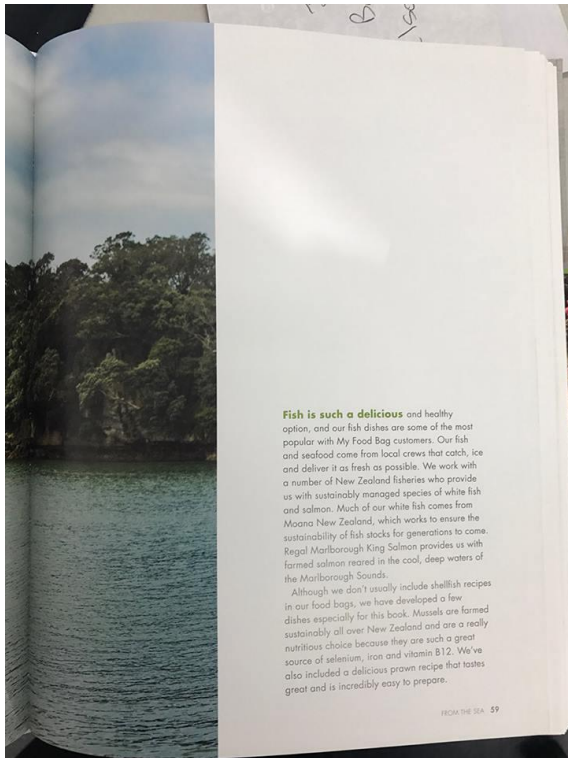 Fish is such a delicious and healthy
option, and our fish dishes are some of the most
popular with My Food Bag customers. Our fish
and seafood come from local crews that catch, ice
and deliver it as fresh as possible. We work with
a number of New Zealand fisheries who provide
us with sustainably managed species of white fish
and salmon. Much of our white fish comes from
Moana New Zealand, which works to ensure the
sustainability of fish stocks for generations to come.
Regal Marlborough King Salmon provides us with
farmed salmon reared in the cool, deep waters of
the Marlborough Sounds.
Although we don't usually include shellfish recipes
in our food bags, we have developed a few
dishes especially for this book. Mussels are farmed
sustainably all over New Zealand and are a really
nutritious choice because they are such a great
source of selenium, iron and vitamin B12. We've
also included a delicious prawn recipe that tastes
great and is incredibly easy to prepare.
FROM THE SEA 59